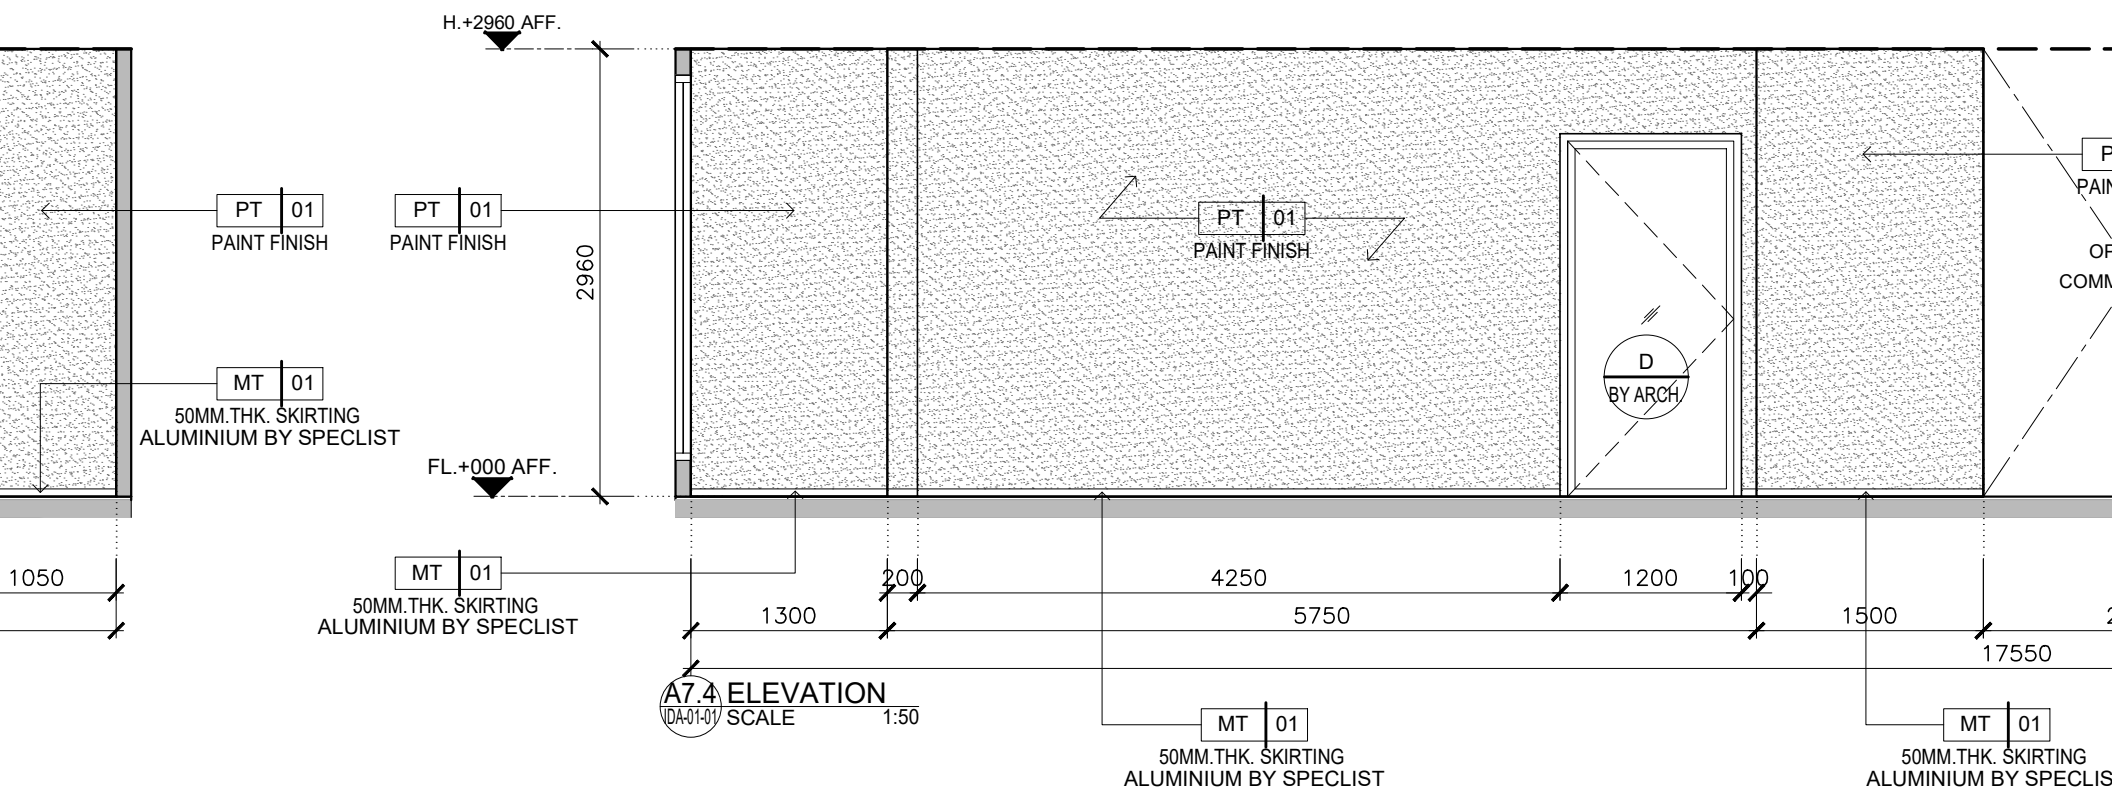 H.+2960 AFF.
PT 01
PAINT FINISH
PT 01
PAINT FINISH
2960
PT 01
PAINT FINISH
D
BY ARCH.
MT 01
50MM.THK. SKIRTING
ALUMINIUM BY SPECLIST
FL.+000 AFF.
1050
MT 01
50MM.THK. SKIRTING
ALUMINIUM BY SPECLIST
200
4250
1200
100
1300
5750
1500
17550
A7.4
IDA-01-01
ELEVATION
SCALE 1:50
MT 01
50MM.THK. SKIRTING
ALUMINIUM BY SPECLIST
MT 01
50MM.THK. SKIRTING
ALUMINIUM BY SPECLIS